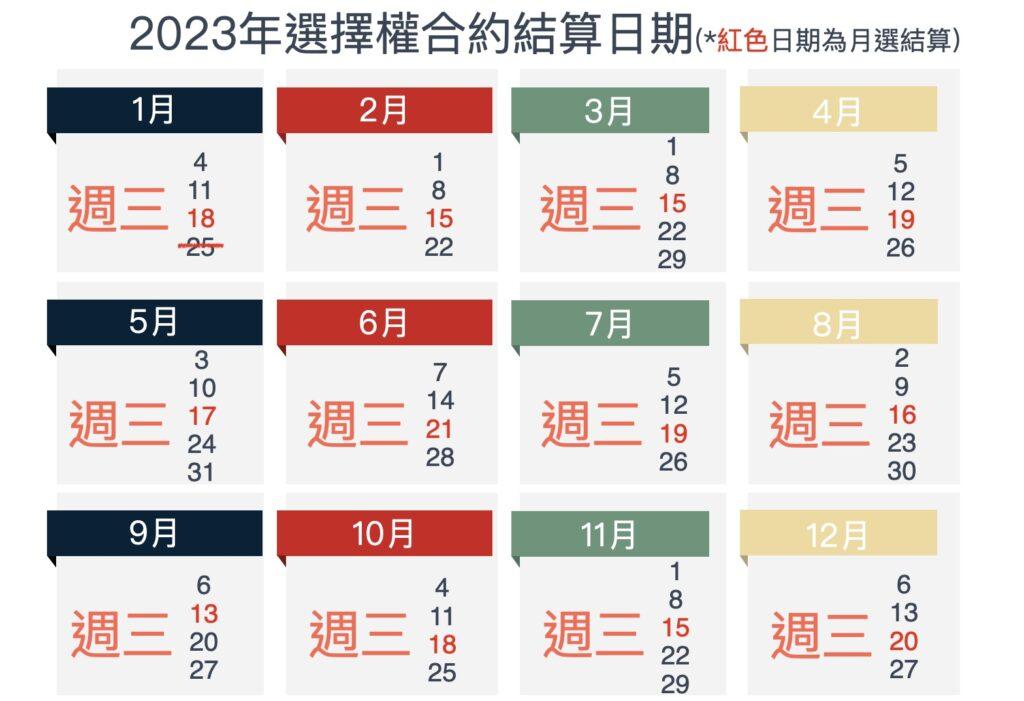 2023年選擇權合約結算日期(*紅色日期為月選結算)
1月
週三
4
11
18
25
2月
週三
1
8
15
22
3月
週三
1
8
15
22
29
4月
週三
5
12
19
26
5月
週三
3
10
17
24
31
6月
週三
7
14
21
28
7月
週三
5
12
19
26
8月
週三
2
9
16
23
30
9月
週三
6
13
20
27
10月
週三
4
11
18
25
11月
週三
1
8
15
22
29
12月
週三
6
13
20
27